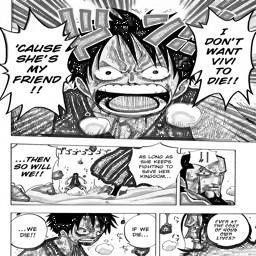 I
DON'T
WANT
VIVI
TO
DIE!!
'CAUSE
SHE'S
MY
FRIEND
!!
AS LONG AS
SHE KEEPS
FIGHTING TO
SAVE HER
KINGDOM...
...THEN
SO WILL
WE!!
EVEN AT
THE COST
OF YOUR
OWN
LIVES?
IF WE
DIE...
...WE
DIE!!